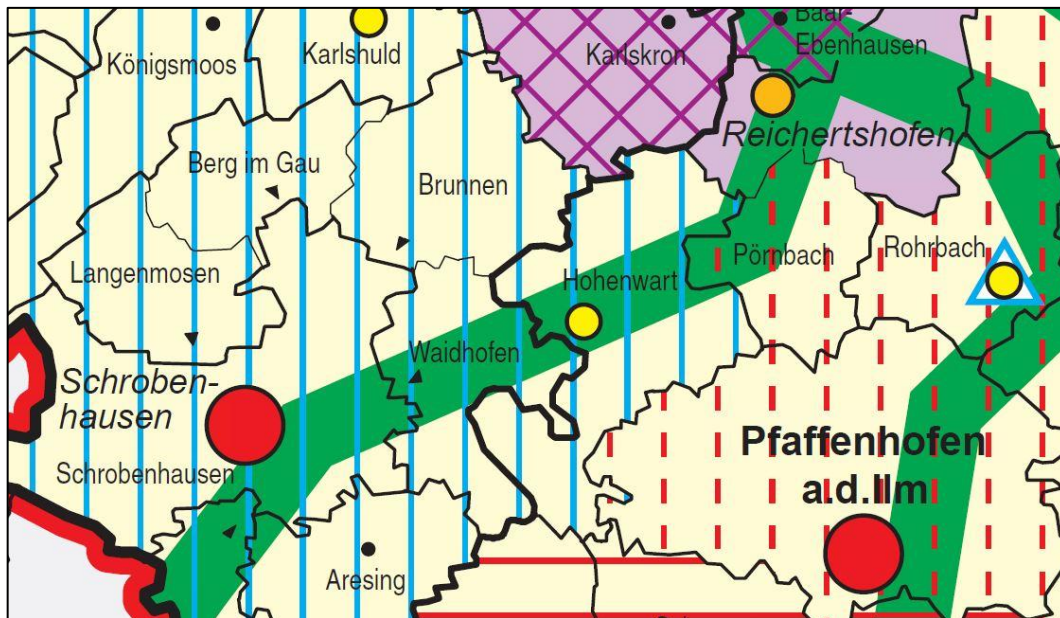 Königsmoos
Karlshuld
Karlskron
Baar-
Ebenhausen
Reichertshofen
Berg im Gau
Brunnen
Langenmosen
Hohenwart
Pörnbach
Rohrbach
Waidhofen
Schroben-
hausen
Schrobenhausen
Pfaffenhofen
a.d.Ilm
Aresing